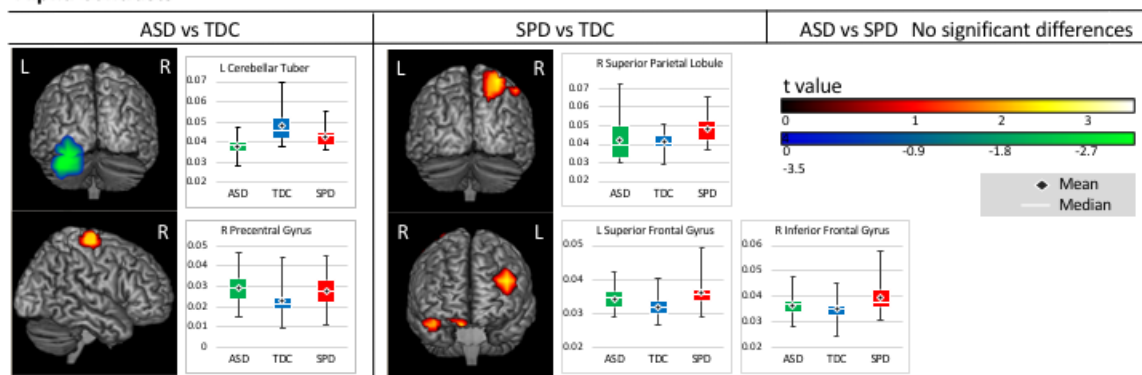 ASD vs TDC
SPD vs TDC
ASD vs SPD No significant differences
L R
L Cerebellar Tuber
0.07
0.06
0.05
0.04
0.03
0.02
ASD TDC SPD
L R
R Superior Parietal Lobule
0.07
0.06
0.05
0.04
0.03
0.02
ASD TDC SPD
t value
0 1 2 3
0 -0.9 -1.8 -2.7
-3.5
Mean
Median
R
R Precentral Gyrus
0.05
0.04
0.03
0.02
0.01
0
ASD TDC SPD
R L
L Superior Frontal Gyrus
0.05
0.04
0.03
0.02
ASD TDC SPD
R Inferior Frontal Gyrus
0.06
0.05
0.04
0.03
0.02
ASD TDC SPD